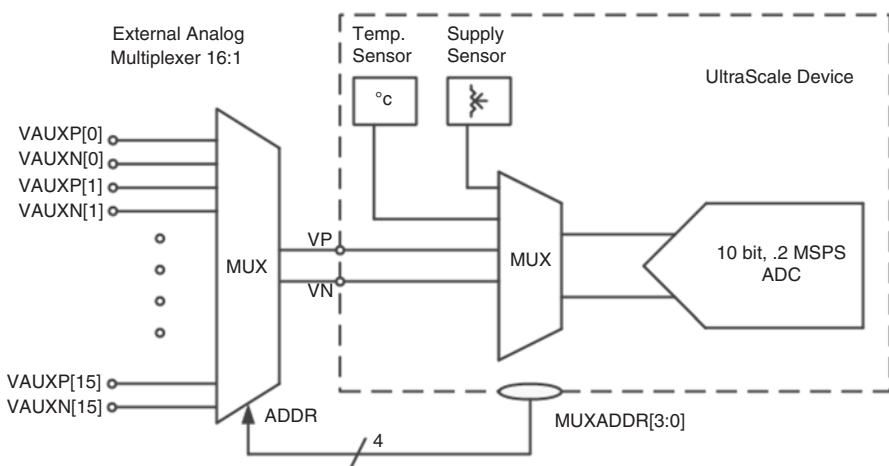 External Analog
Multiplexer 16:1
Temp.
Sensor
Supply
Sensor
UltraScale Device
°c
VAUXP[0]
VAUXN[0]
VAUXP[1]
VAUXN[1]
VP
MUX
MUX
10 bit, .2 MSPS
ADC
VN
VAUXP[15]
VAUXN[15]
ADDR
MUXADDR[3:0]
4